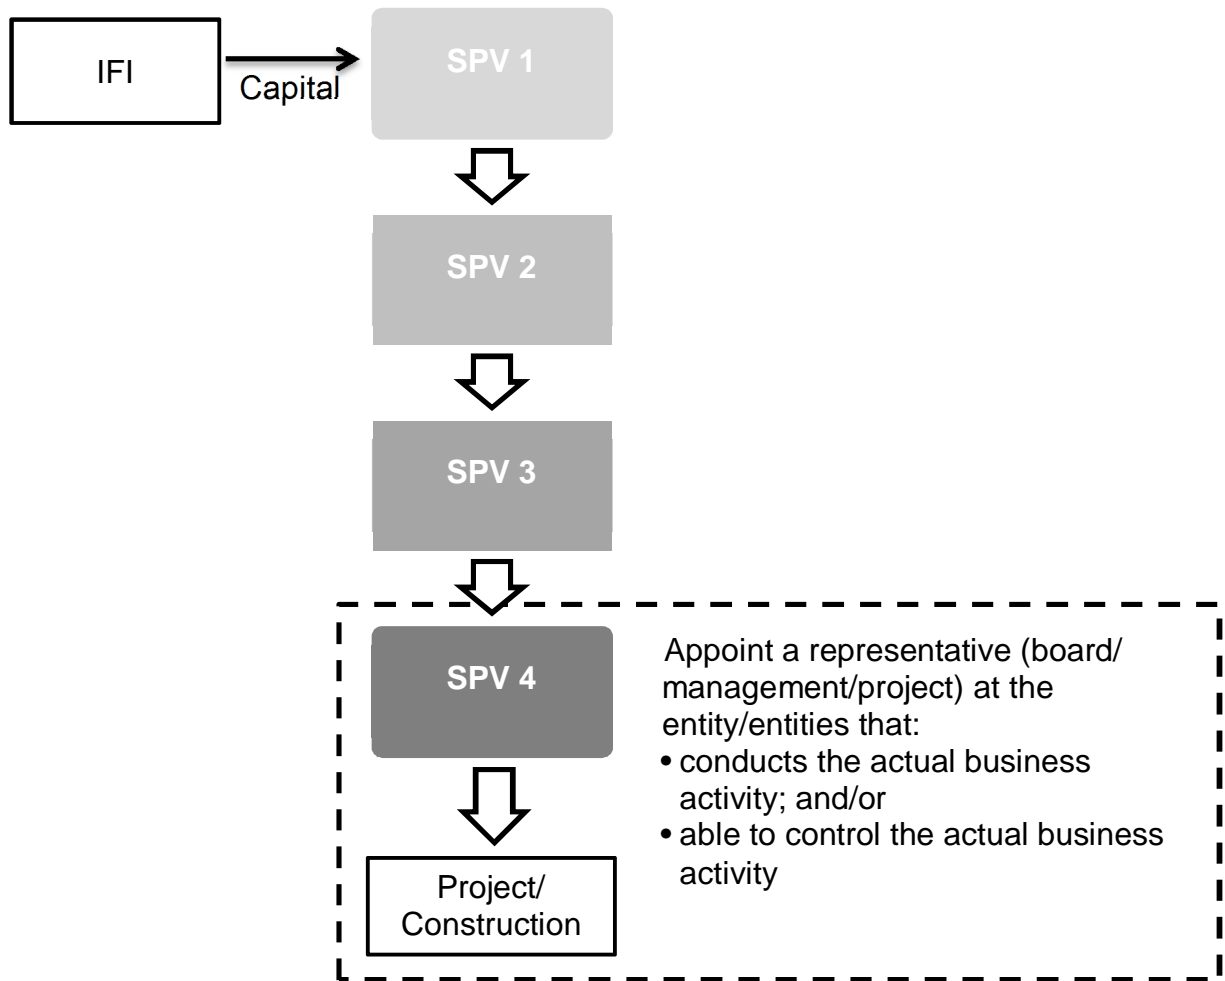 IFI
Capital
SPV 1
SPV 2
SPV 3
SPV 4
Appoint a representative (board/
management/project) at the
entity/entities that:
• conducts the actual business
activity; and/or
• able to control the actual business
activity
Project/
Construction